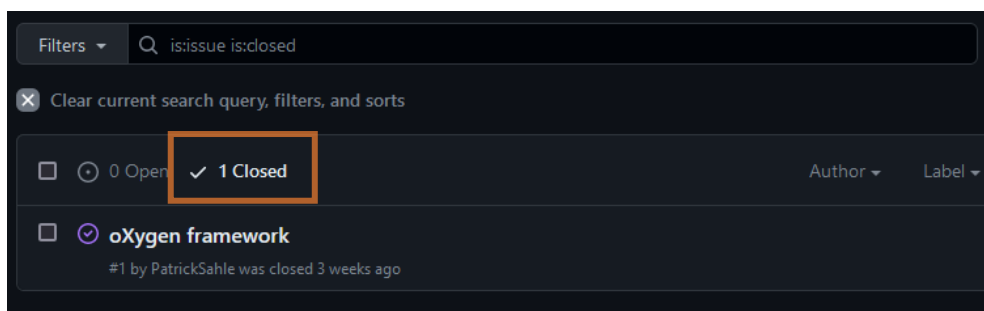 Filters is:issue is:closed
Clear current search query, filters, and sorts
0 Open 1 Closed Author Label
oXygen framework
#1 by PatrickSahle was closed 3 weeks ago